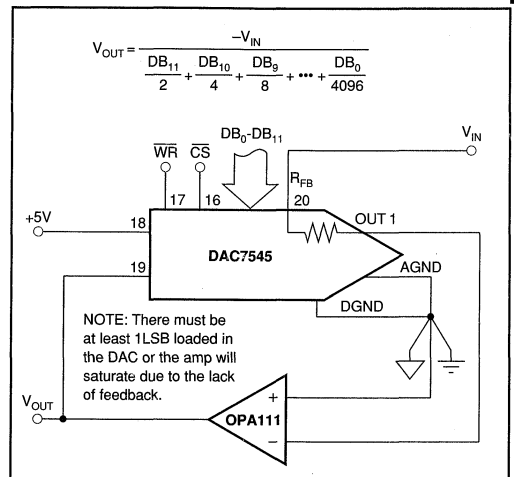 V_OUT = −V_IN / (DB_11/2 + DB_10/4 + DB_9/8 + ••• + DB_0/4096)
DB_0-DB_11
V_IN
WR̅ CS̅
R_FB
17 16 20
+5V
OUT 1
18
DAC7545
AGND
19
DGND
NOTE: There must be
at least 1LSB loaded in
the DAC or the amp will
saturate due to the lack
of feedback.
V_OUT
+
OPA111
−